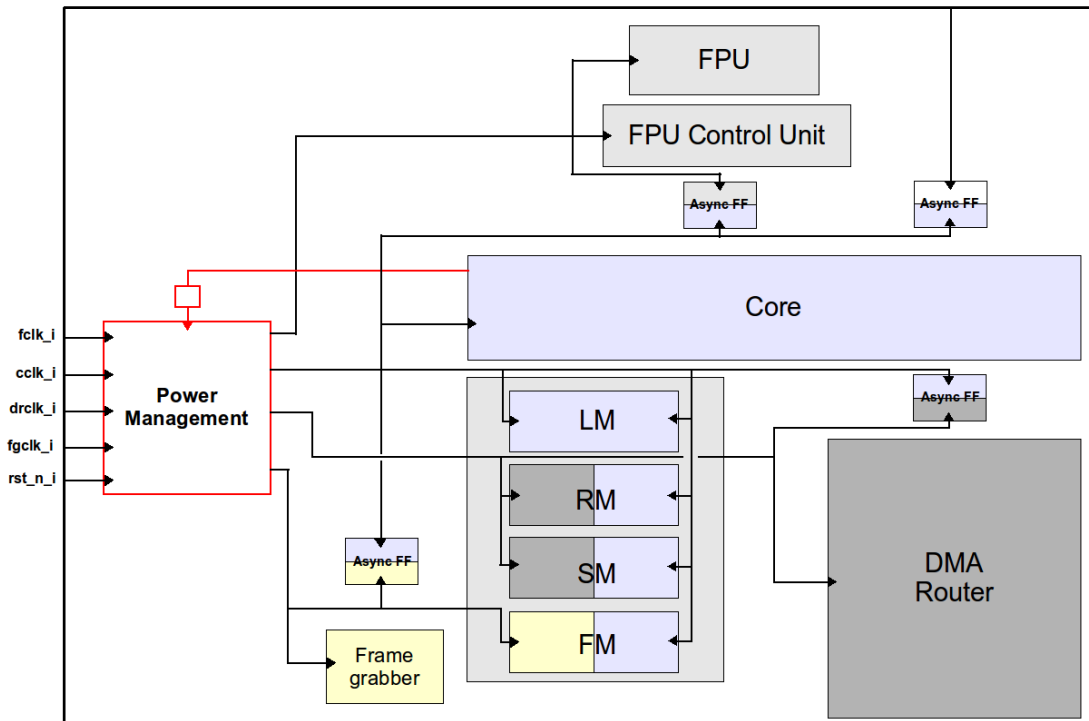 FPU
FPU Control Unit
Async FF
Async FF
Core
fclk_i
cclk_i
drclk_i
fgclk_i
rst_n_i
Power
Management
Async FF
LM
RM
SM
FM
Async FF
DMA
Router
Frame
grabber